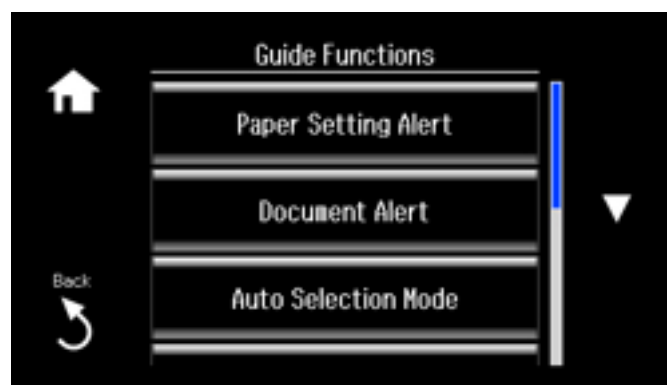 Guide Functions
Paper Setting Alert
Document Alert
Back
Auto Selection Mode